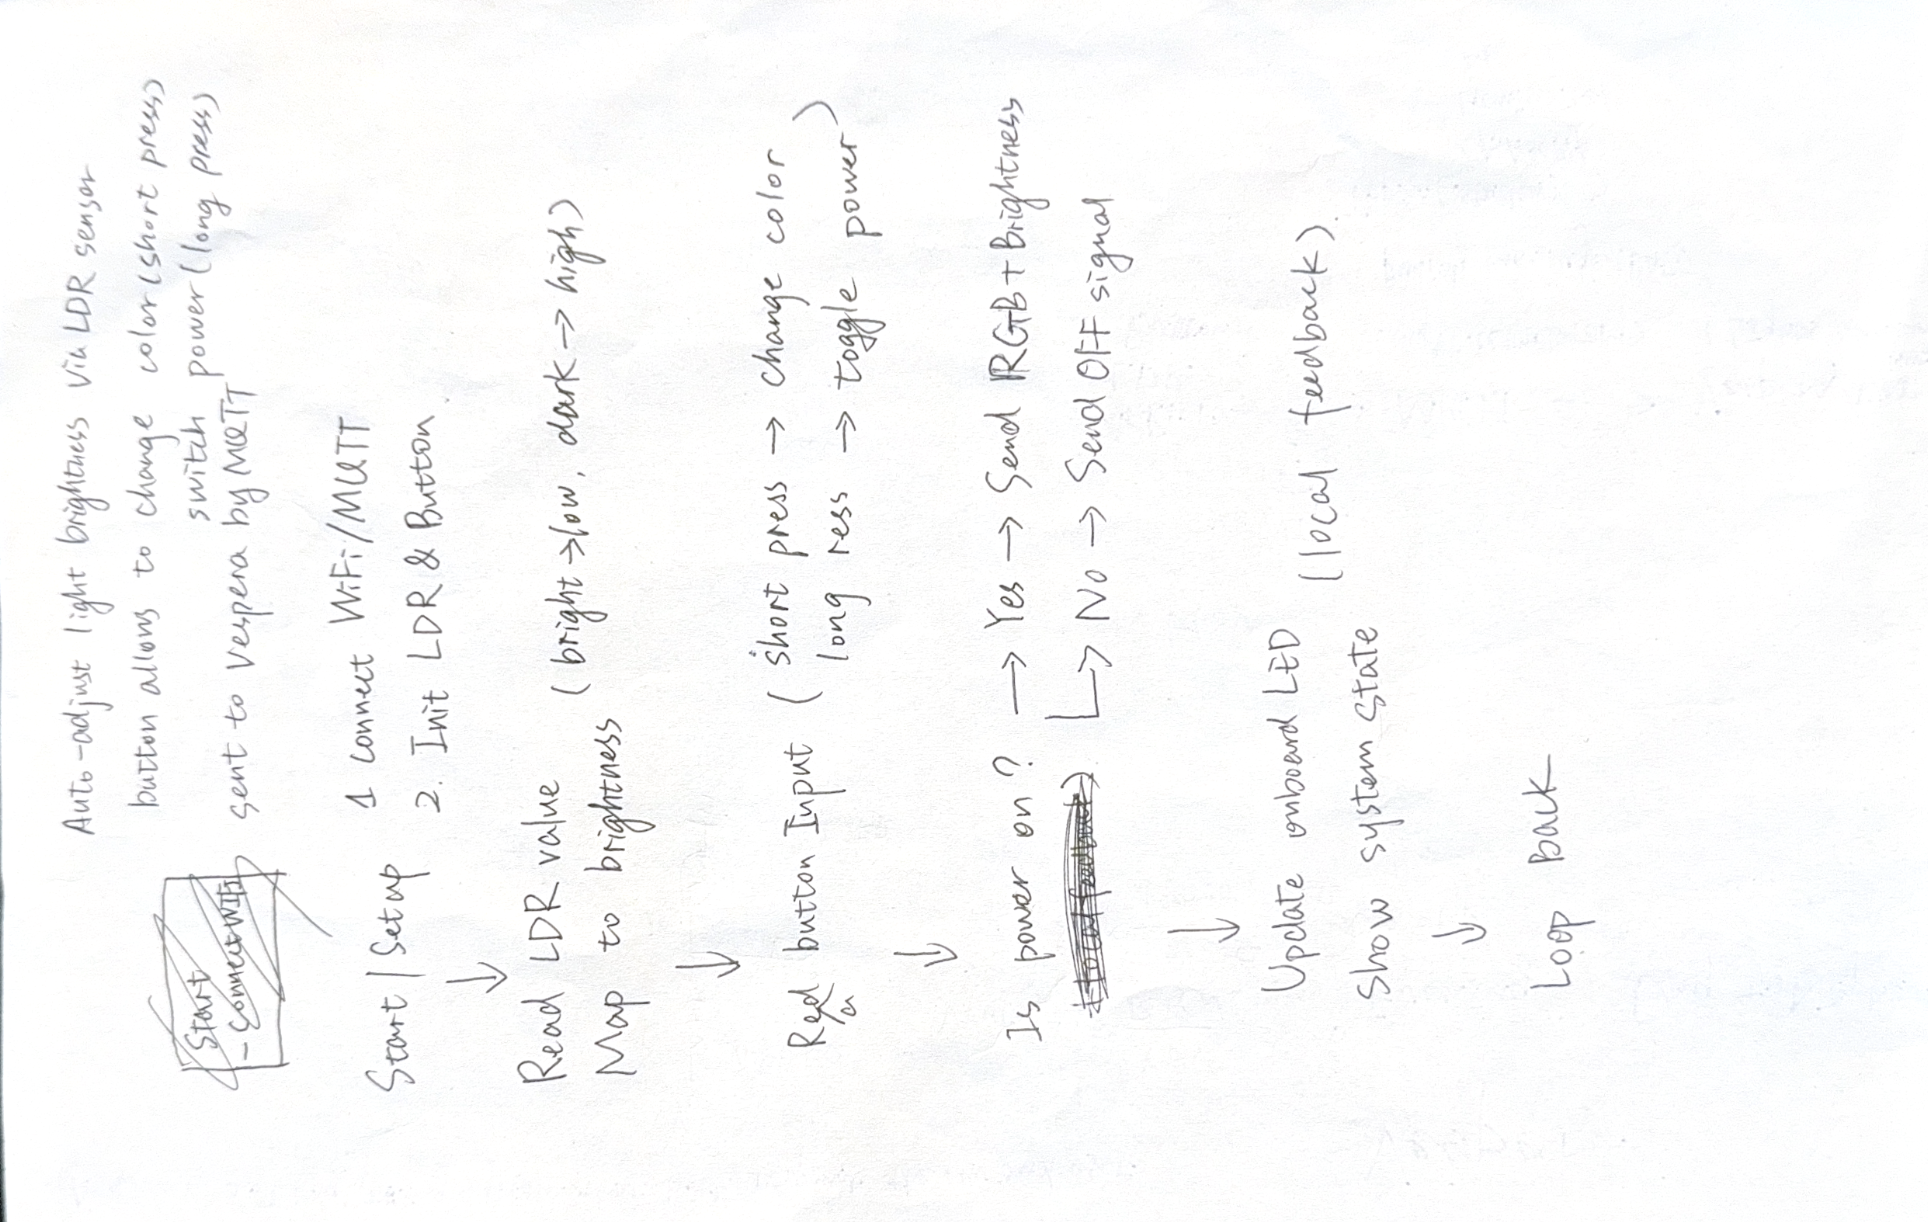 Auto-adjust light brightness via LDR sensor
button allows to change color (short press)
switch power (long press)
sent to Vespera by MQTT
Start
- Connect WIFI
Start / Setup
1 Connect WiFi/MQTT
2. Init LDR & Button.
↓
Read LDR value (bright → low, dark → high)
Map to brightness
↓
Read button Input ( short press → change color
long ress → toggle power )
↓
Is power on? → Yes → Send RGB + Brightness
↳ No → Send OFF signal
(local feedback)
↓
Update onboard LED (local feedback).
Show system state
↓
Loop back